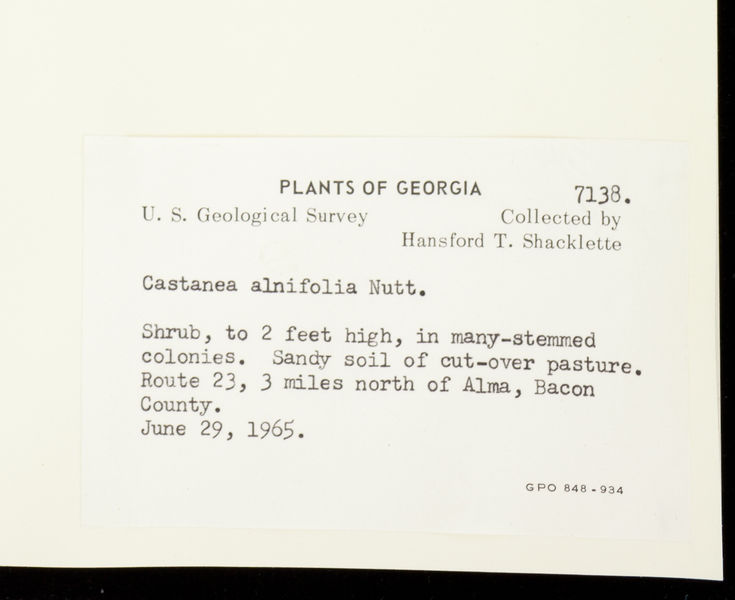 PLANTS OF GEORGIA 7138.
U. S. Geological Survey Collected by
Hansford T. Shacklette
Castanea alnifolia Nutt.
Shrub, to 2 feet high, in many-stemmed
colonies. Sandy soil of cut-over pasture.
Route 23, 3 miles north of Alma, Bacon
County.
June 29, 1965.
GPO 848-934